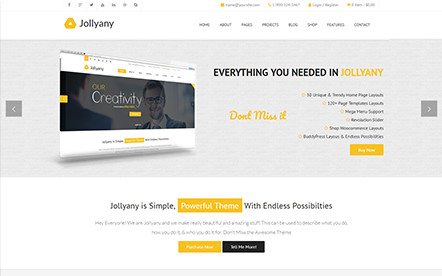 name@yoursite.com 1-900-324-5467 Login / Register 0 item - $0.00
Jollyany
HOME PAGES PROJECTS BLOG SHOP FEATURES CONTACT
EVERYTHING YOU NEEDED IN JOLLYANY
50 Unique & Trendy Home Page Layouts
120+ Page Templates Layouts
Mega Menu Support
Revolution Slider
Shop Woocommerce Layouts
BuddyPress Layout & Endless Possibilities
Buy Now
Dont Miss it
Jollyany
OUR
Creativity
Jollyany is Simple, Powerful Theme With Endless Possibilties
Hey Everyone! We are Jollyany and we make really beautiful and amazing stuff. This can be used to describe what you do,
how you do it, & who you do it for. Don't Miss the Awesome Theme.
Purchase Now Tell Me More!